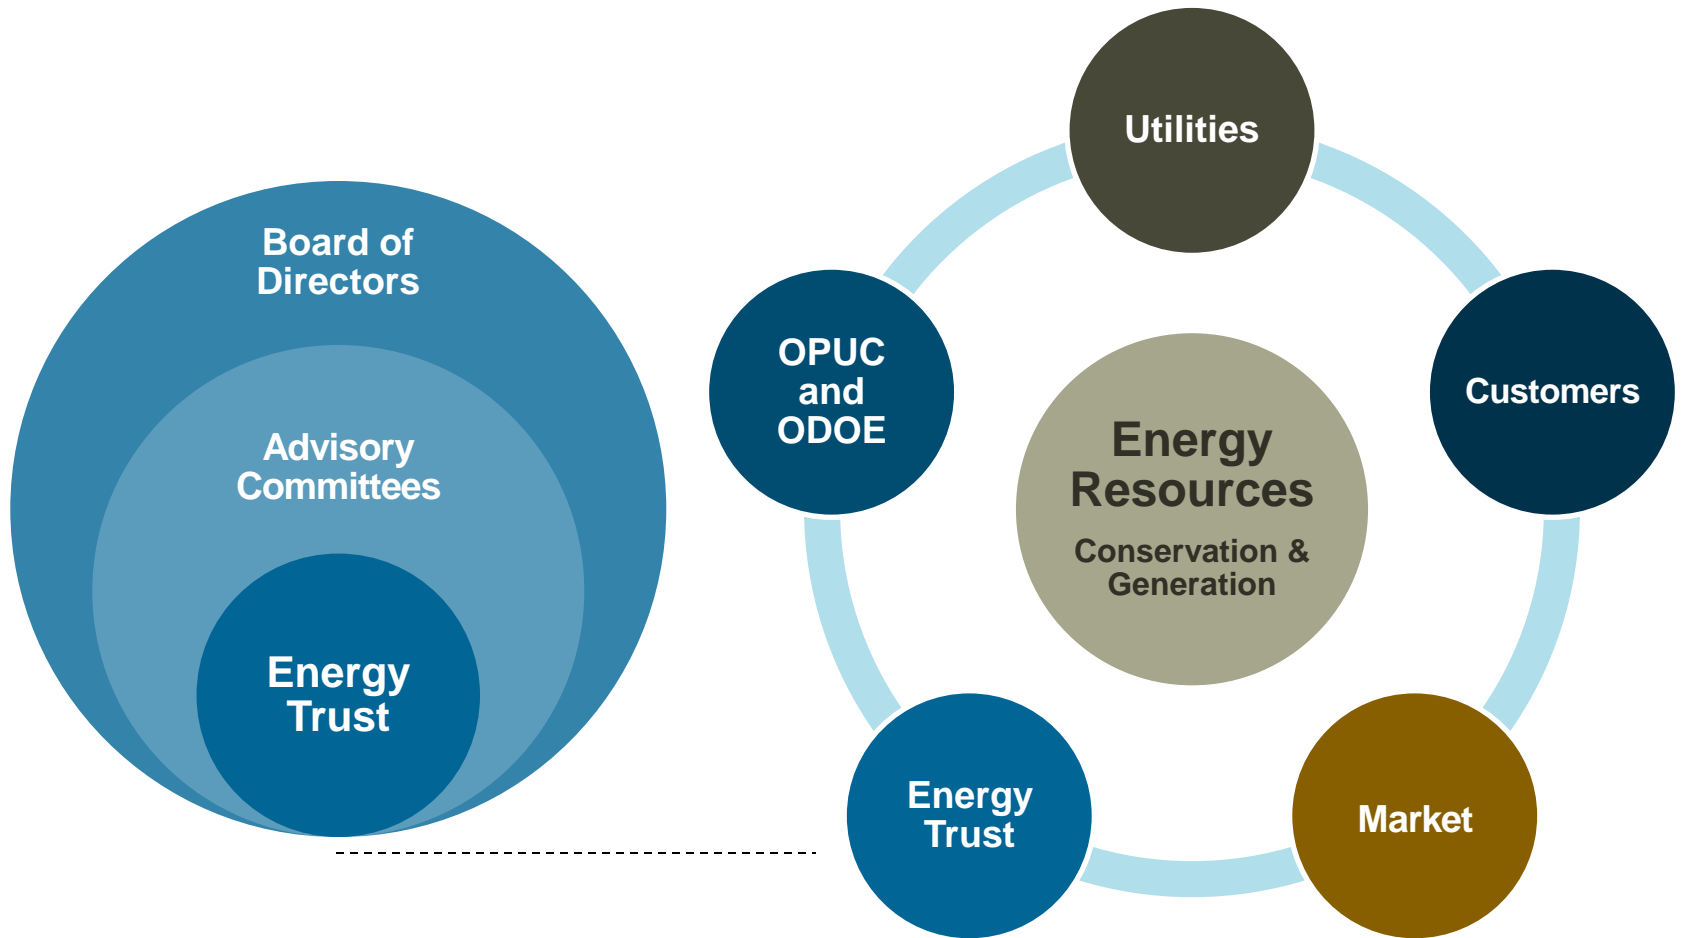 Board of
Directors
Advisory
Committees
Energy
Trust
Utilities
OPUC
and
ODOE
Customers
Energy
Resources
Conservation &
Generation
Energy
Trust
Market